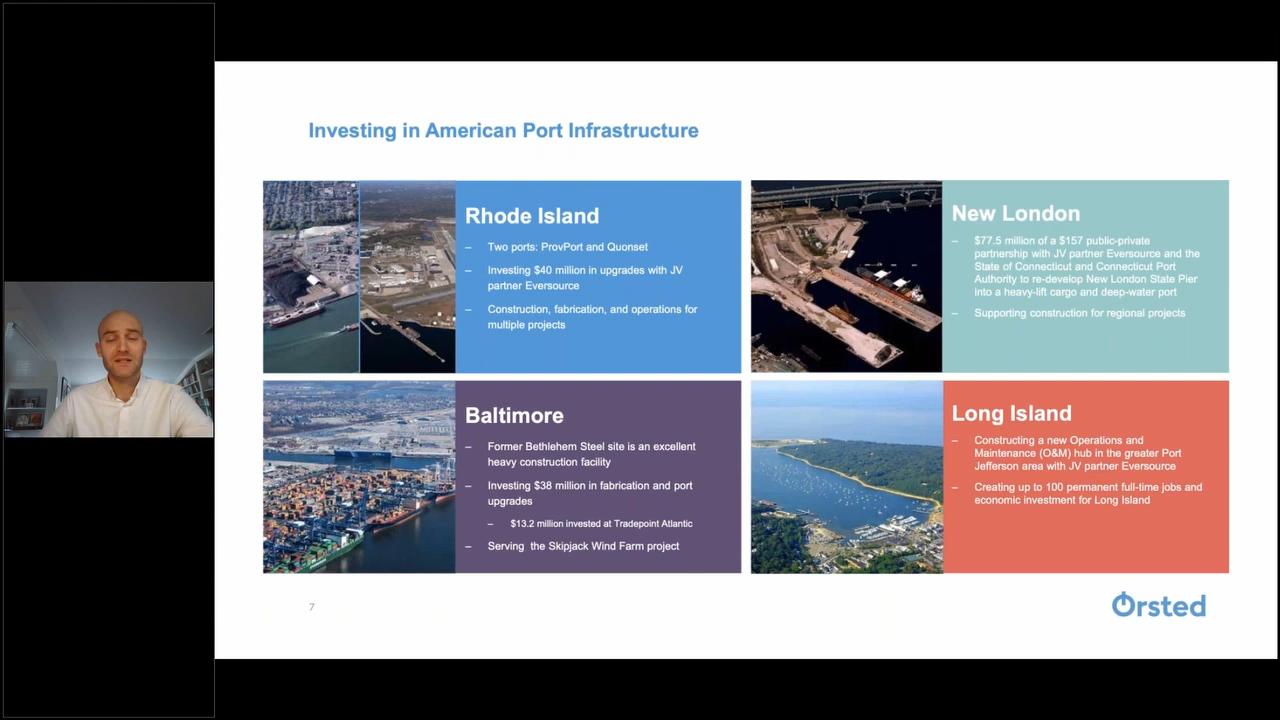 Investing in American Port Infrastructure
Rhode Island
– Two ports: ProvPort and Quonset
– Investing $40 million in upgrades with JV
partner Eversource
– Construction, fabrication, and operations for
multiple projects
New London
– $77.5 million of a $157 public-private
partnership with JV partner Eversource and the
State of Connecticut and Connecticut Port
Authority to re-develop New London State Pier
into a heavy-lift cargo and deep-water port
– Supporting construction for regional projects
Baltimore
– Former Bethlehem Steel site is an excellent
heavy construction facility
– Investing $38 million in fabrication and port
upgrades
– $13.2 million invested at Tradepoint Atlantic
– Serving  the Skipjack Wind Farm project
Long Island
– Constructing a new Operations and
Maintenance (O&M) hub in the greater Port
Jefferson area with JV partner Eversource
– Creating up to 100 permanent full-time jobs and
economic investment for Long Island
7
Orsted